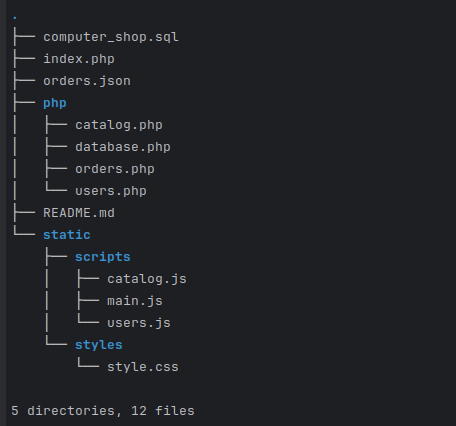 .
├── computer_shop.sql
├── index.php
├── orders.json
├── php
│   ├── catalog.php
│   ├── database.php
│   ├── orders.php
│   └── users.php
├── README.md
└── static
    ├── scripts
    │   ├── catalog.js
    │   ├── main.js
    │   └── users.js
    └── styles
        └── style.css

5 directories, 12 files